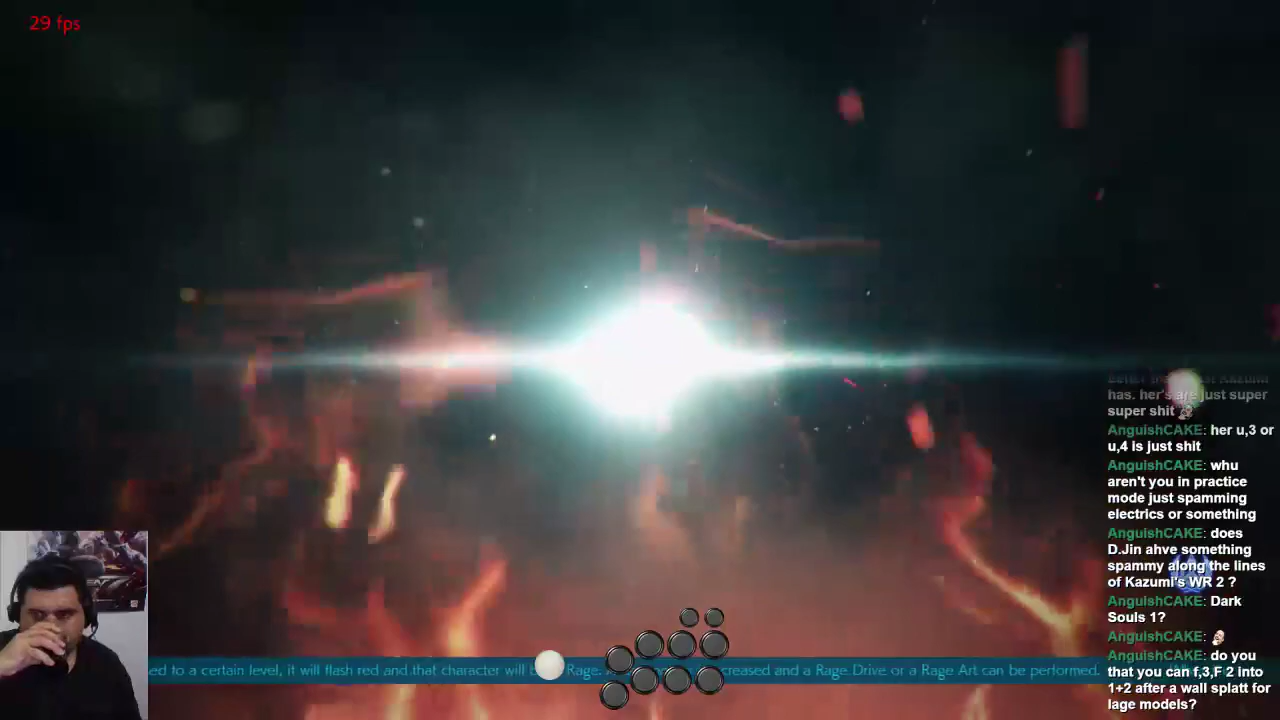 29 fps
has. her's are just super
super shit
AnguishCAKE: her u,3 or
u,4 is just shit
AnguishCAKE: whu
aren't you in practice
mode just spamming
electrics or something
AnguishCAKE: does
D.Jin ahve something
spammy along the lines
of Kazumi's WR 2 ?
AnguishCAKE: Dark
Souls 1?
AnguishCAKE:
AnguishCAKE: do you
that you can f,3,F 2 into
1+2 after a wall splatt for
lage models?
ed to a certain level, it will flash red and that character will Rage. creased and a Rage Drive or a Rage Art can be performed.